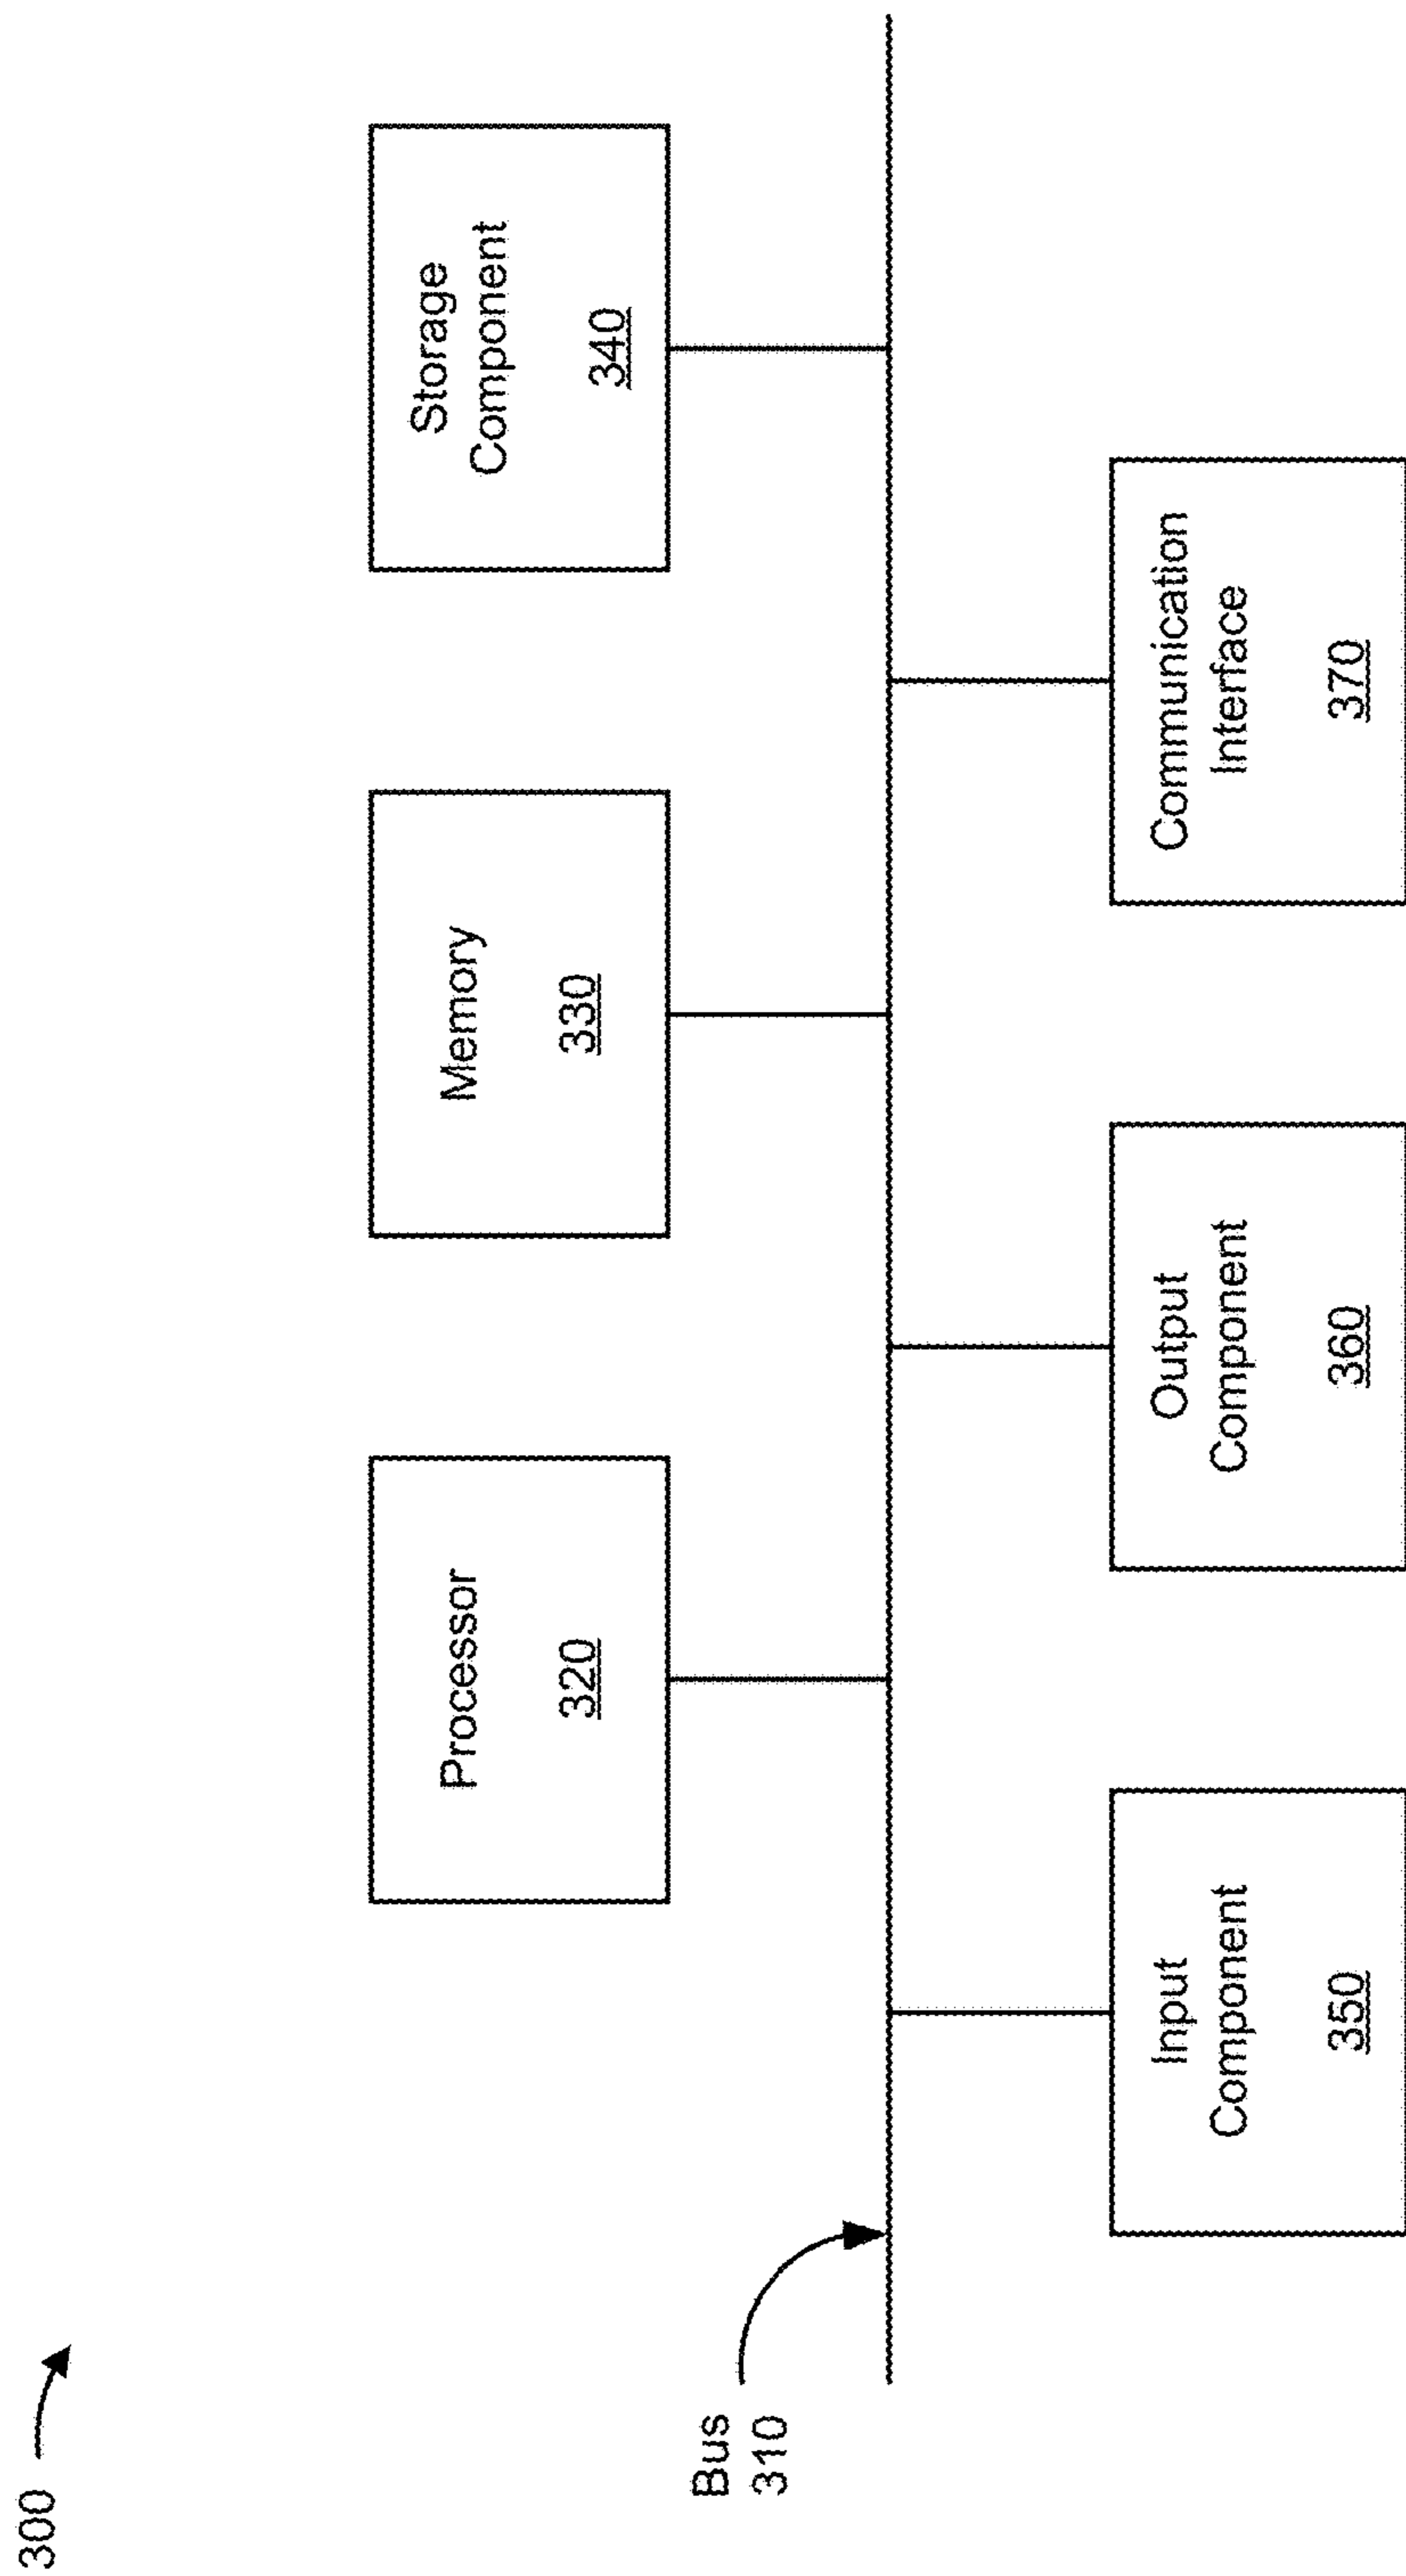 300
Processor
320
Memory
330
Storage
Component
340
Bus
310
Input
Component
350
Output
Component
360
Communication
Interface
370